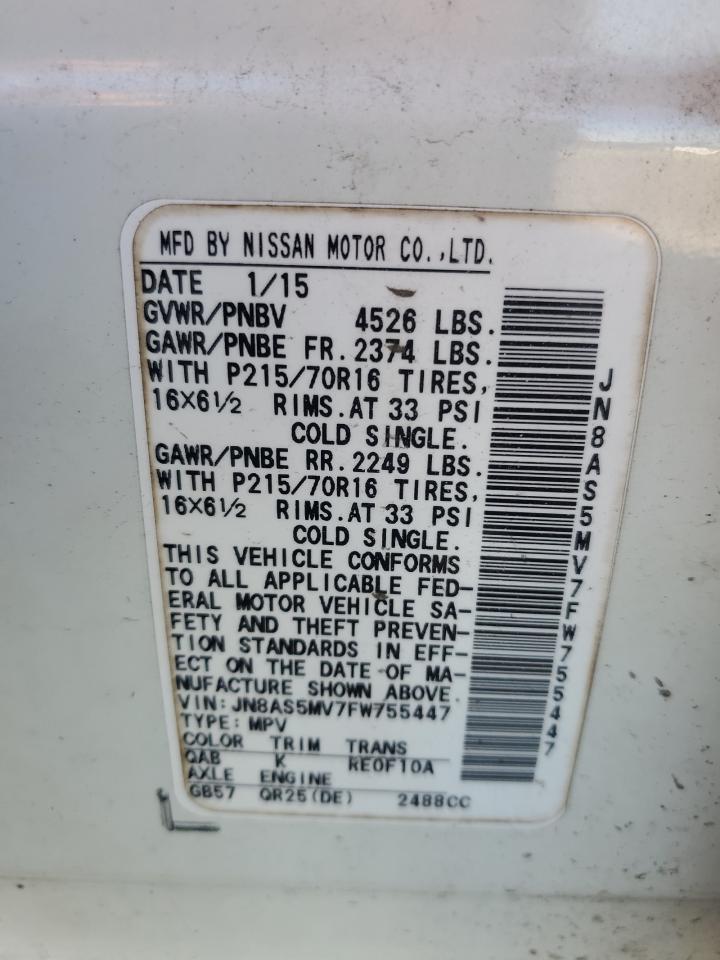 MFD BY NISSAN MOTOR CO.,LTD.
DATE 1/15
GVWR/PNBV 4526 LBS.
GAWR/PNBE FR.2374 LBS.
WITH P215/70R16 TIRES,
16X6½ RIMS.AT 33 PSI
COLD SINGLE.
GAWR/PNBE RR.2249 LBS.
WITH P215/70R16 TIRES,
16X6½ RIMS.AT 33 PSI
COLD SINGLE.
THIS VEHICLE CONFORMS
TO ALL APPLICABLE FED-
ERAL MOTOR VEHICLE SA-
FETY AND THEFT PREVEN-
TION STANDARDS IN EFF-
ECT ON THE DATE OF MA-
NUFACTURE SHOWN ABOVE.
VIN:JN8AS5MV7FW755447
TYPE:MPV
COLOR TRIM TRANS
QAB K RE0F10A
AXLE ENGINE
GB57 QR25(DE) 2488CC
JN8AS5MV7FW755447